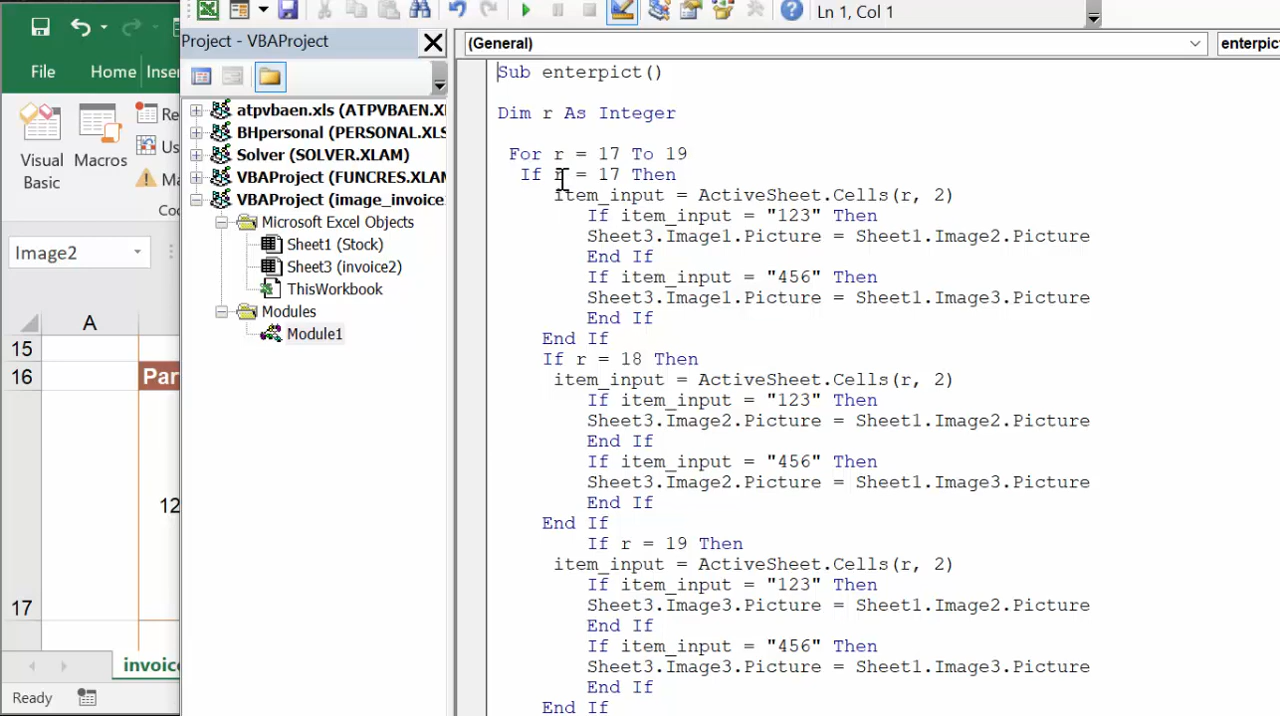 Ln 1, Col 1
Project - VBAProject
(General)
File
Home
Visual
Basic
Macros
Image2
A
15
16
17
invoice
Ready
atpvbaen.xls (ATPVBAEN.X
BHpersonal (PERSONAL.XLS
Solver (SOLVER.XLAM)
VBAProject (FUNCRES.XLAM
VBAProject (image_invoice
Microsoft Excel Objects
Sheet1 (Stock)
Sheet3 (invoice2)
ThisWorkbook
Modules
Module1
enterpict
Sub enterpict()
Dim r As Integer
For r = 17 To 19
If r = 17 Then
item_input = ActiveSheet.Cells(r, 2)
If item_input = "123" Then
Sheet3.Image1.Picture = Sheet1.Image2.Picture
End If
If item_input = "456" Then
Sheet3.Image1.Picture = Sheet1.Image3.Picture
End If
End If
If r = 18 Then
item_input = ActiveSheet.Cells(r, 2)
If item_input = "123" Then
Sheet3.Image2.Picture = Sheet1.Image2.Picture
End If
If item_input = "456" Then
Sheet3.Image2.Picture = Sheet1.Image3.Picture
End If
End If
If r = 19 Then
item_input = ActiveSheet.Cells(r, 2)
If item_input = "123" Then
Sheet3.Image3.Picture = Sheet1.Image2.Picture
End If
If item_input = "456" Then
Sheet3.Image3.Picture = Sheet1.Image3.Picture
End If
End If